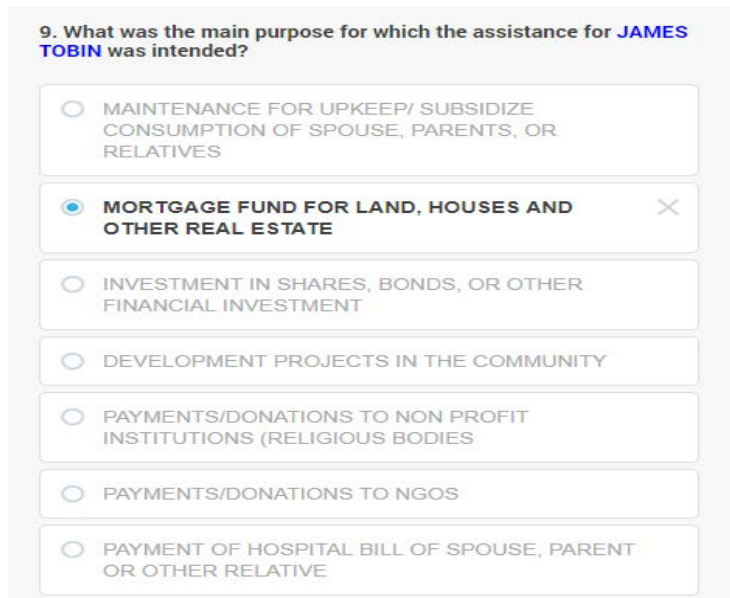 9. What was the main purpose for which the assistance for JAMES
TOBIN was intended?
MAINTENANCE FOR UPKEEP/ SUBSIDIZE
CONSUMPTION OF SPOUSE, PARENTS, OR
RELATIVES
MORTGAGE FUND FOR LAND, HOUSES AND
OTHER REAL ESTATE
INVESTMENT IN SHARES, BONDS, OR OTHER
FINANCIAL INVESTMENT
DEVELOPMENT PROJECTS IN THE COMMUNITY
PAYMENTS/DONATIONS TO NON PROFIT
INSTITUTIONS (RELIGIOUS BODIES
PAYMENTS/DONATIONS TO NGOS
PAYMENT OF HOSPITAL BILL OF SPOUSE, PARENT
OR OTHER RELATIVE